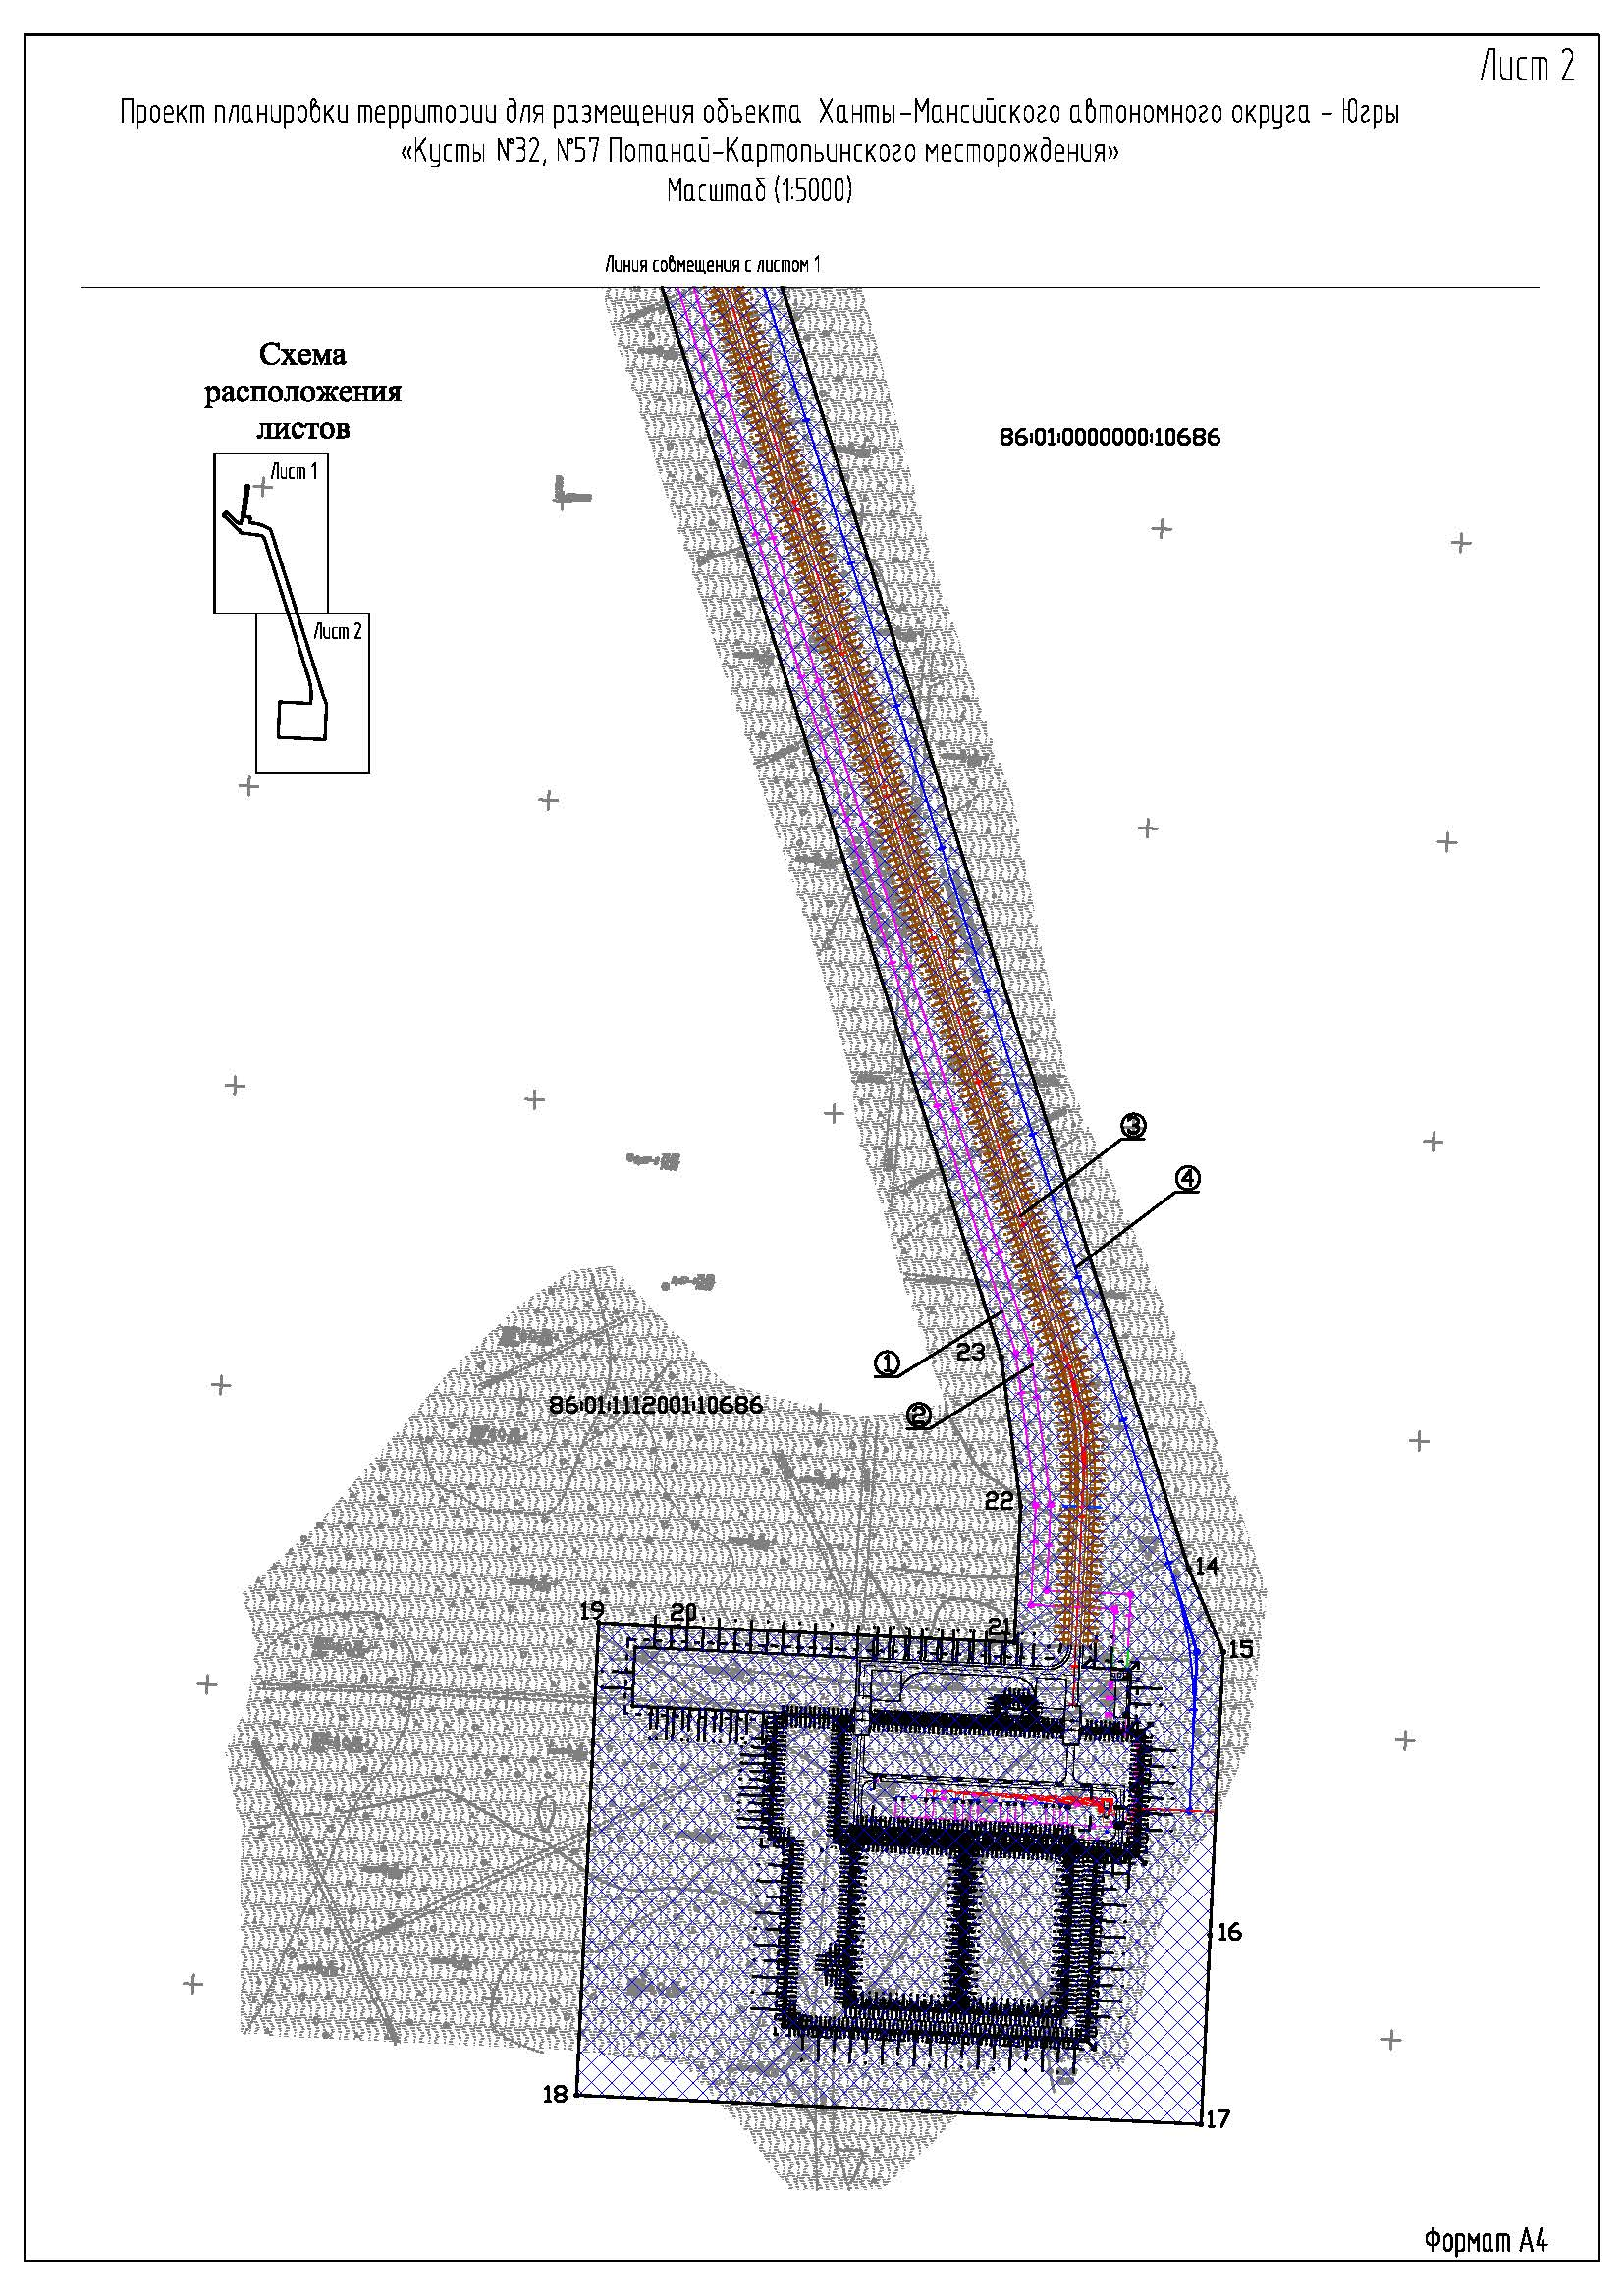 Лист 2
Проект планировки территории для размещения объекта Ханты-Мансийского автономного округа - Югры
«Кусты №32, №57 Потанай-Картопьинского месторождения»
Масштаб (1:5000)
Линия совмещения с листом 1
Схема
расположения
листов
Лист 1
Лист 2
86:01:0000000:10686
3
4
1
23
2
86:01:1112001:10686
22
14
19
20
21
15
16
18
17
Формат А4